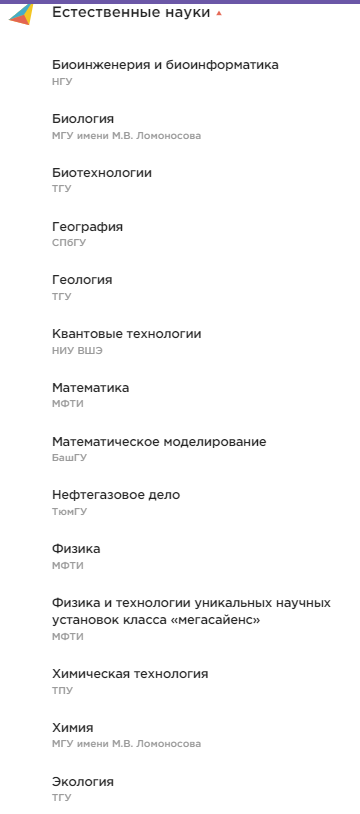 Естественные науки
Биоинженерия и биоинформатика
НГУ
Биология
МГУ имени М.В. Ломоносова
Биотехнологии
ТГУ
География
СПбГУ
Геология
ТГУ
Квантовые технологии
НИУ ВШЭ
Математика
МФТИ
Математическое моделирование
БашГУ
Нефтегазовое дело
ТюмГУ
Физика
МФТИ
Физика и технологии уникальных научных
установок класса «мегасайенс»
МФТИ
Химическая технология
ТПУ
Химия
МГУ имени М.В. Ломоносова
Экология
ТГУ